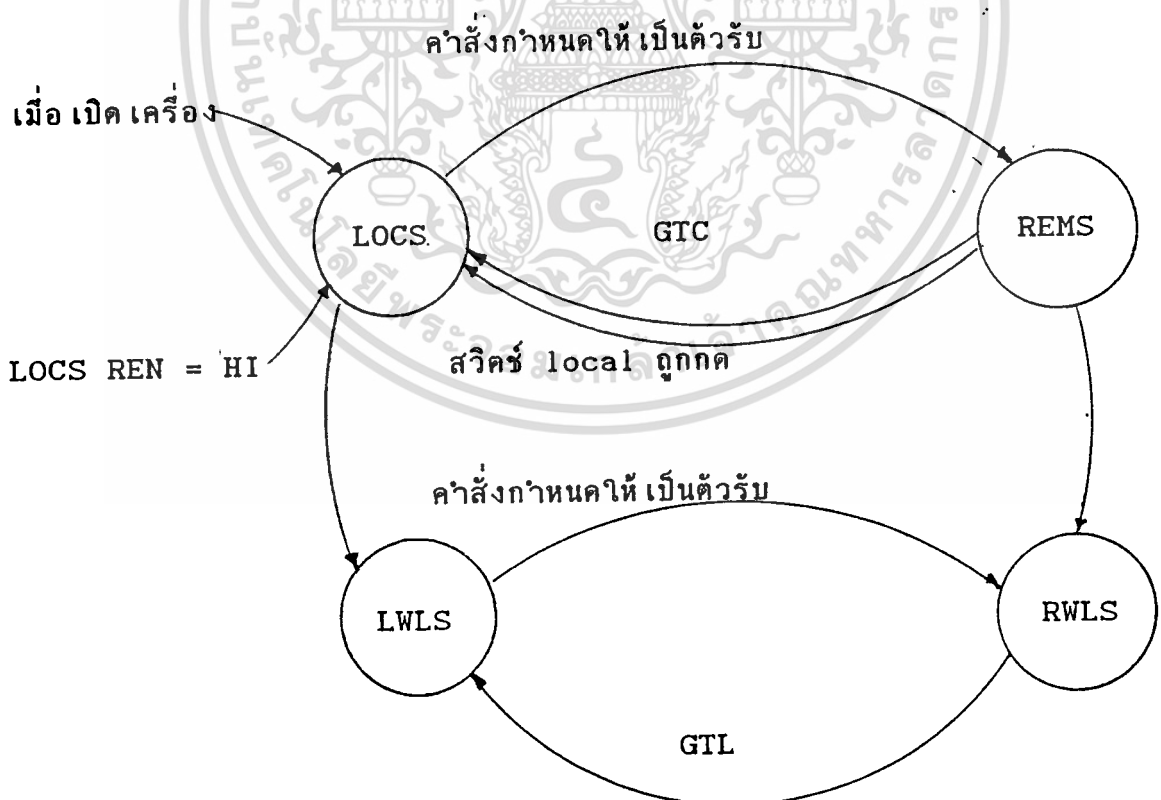 คำสั่งกำหนดให้ เป็นตัวรับ
เมื่อ เปิด เครื่อง
LOCS
GTC
REMS
LOCS REN = HI
สวิตช์ local ถูกกด
คำสั่งกำหนดให้ เป็นตัวรับ
LWLS
RWLS
GTL